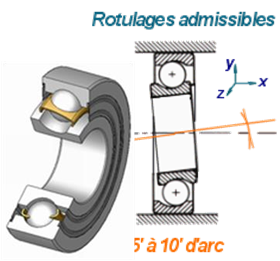 Rotulages admissibles
y
x
z
5' à 10' d'arc